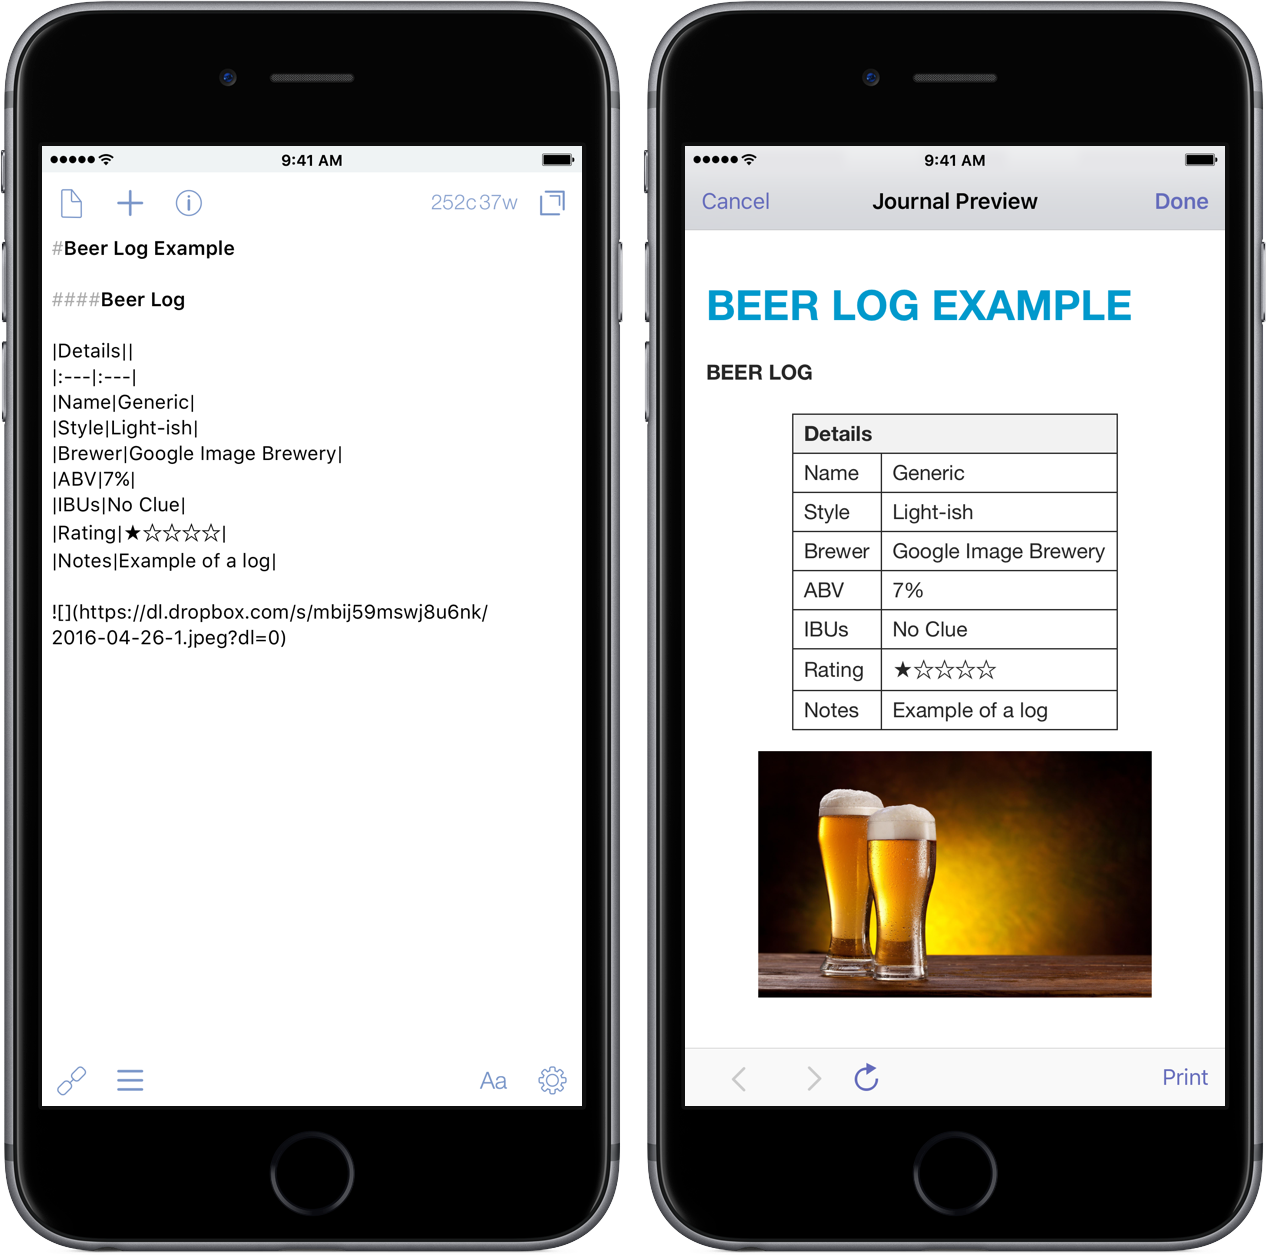 9:41 AM
252c37w
#Beer Log Example
####Beer Log
|Details||
|:---|:---|
|Name|Generic|
|Style|Light-ish|
|Brewer|Google Image Brewery|
|ABV|7%|
|IBUs|No Clue|
|Rating|★☆☆☆☆|
|Notes|Example of a log|
![](https://dl.dropbox.com/s/mbij59mswj8u6nk/
2016-04-26-1.jpeg?dl=0)
Aa
9:41 AM
Cancel Journal Preview Done
BEER LOG EXAMPLE
BEER LOG
Details
Name Generic
Style Light-ish
Brewer Google Image Brewery
ABV 7%
IBUs No Clue
Rating ★☆☆☆☆
Notes Example of a log
Print